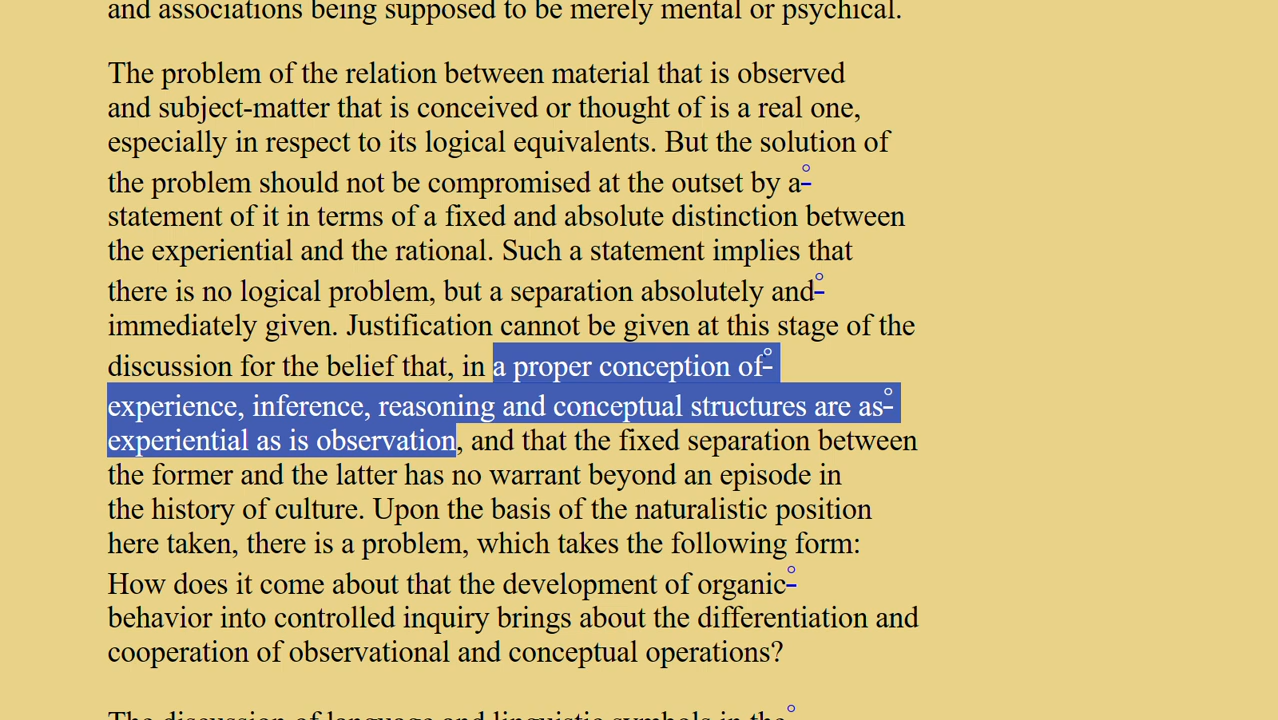 and associations being supposed to be merely mental or psychical.
The problem of the relation between material that is observed
and subject-matter that is conceived or thought of is a real one,
especially in respect to its logical equivalents. But the solution of
the problem should not be compromised at the outset by a°
statement of it in terms of a fixed and absolute distinction between
the experiential and the rational. Such a statement implies that
there is no logical problem, but a separation absolutely and°
immediately given. Justification cannot be given at this stage of the
discussion for the belief that, in a proper conception of°
experience, inference, reasoning and conceptual structures are as°
experiential as is observation, and that the fixed separation between
the former and the latter has no warrant beyond an episode in
the history of culture. Upon the basis of the naturalistic position
here taken, there is a problem, which takes the following form:
How does it come about that the development of organic°
behavior into controlled inquiry brings about the differentiation and
cooperation of observational and conceptual operations?
The discussion of language and linguistic symbols in the°